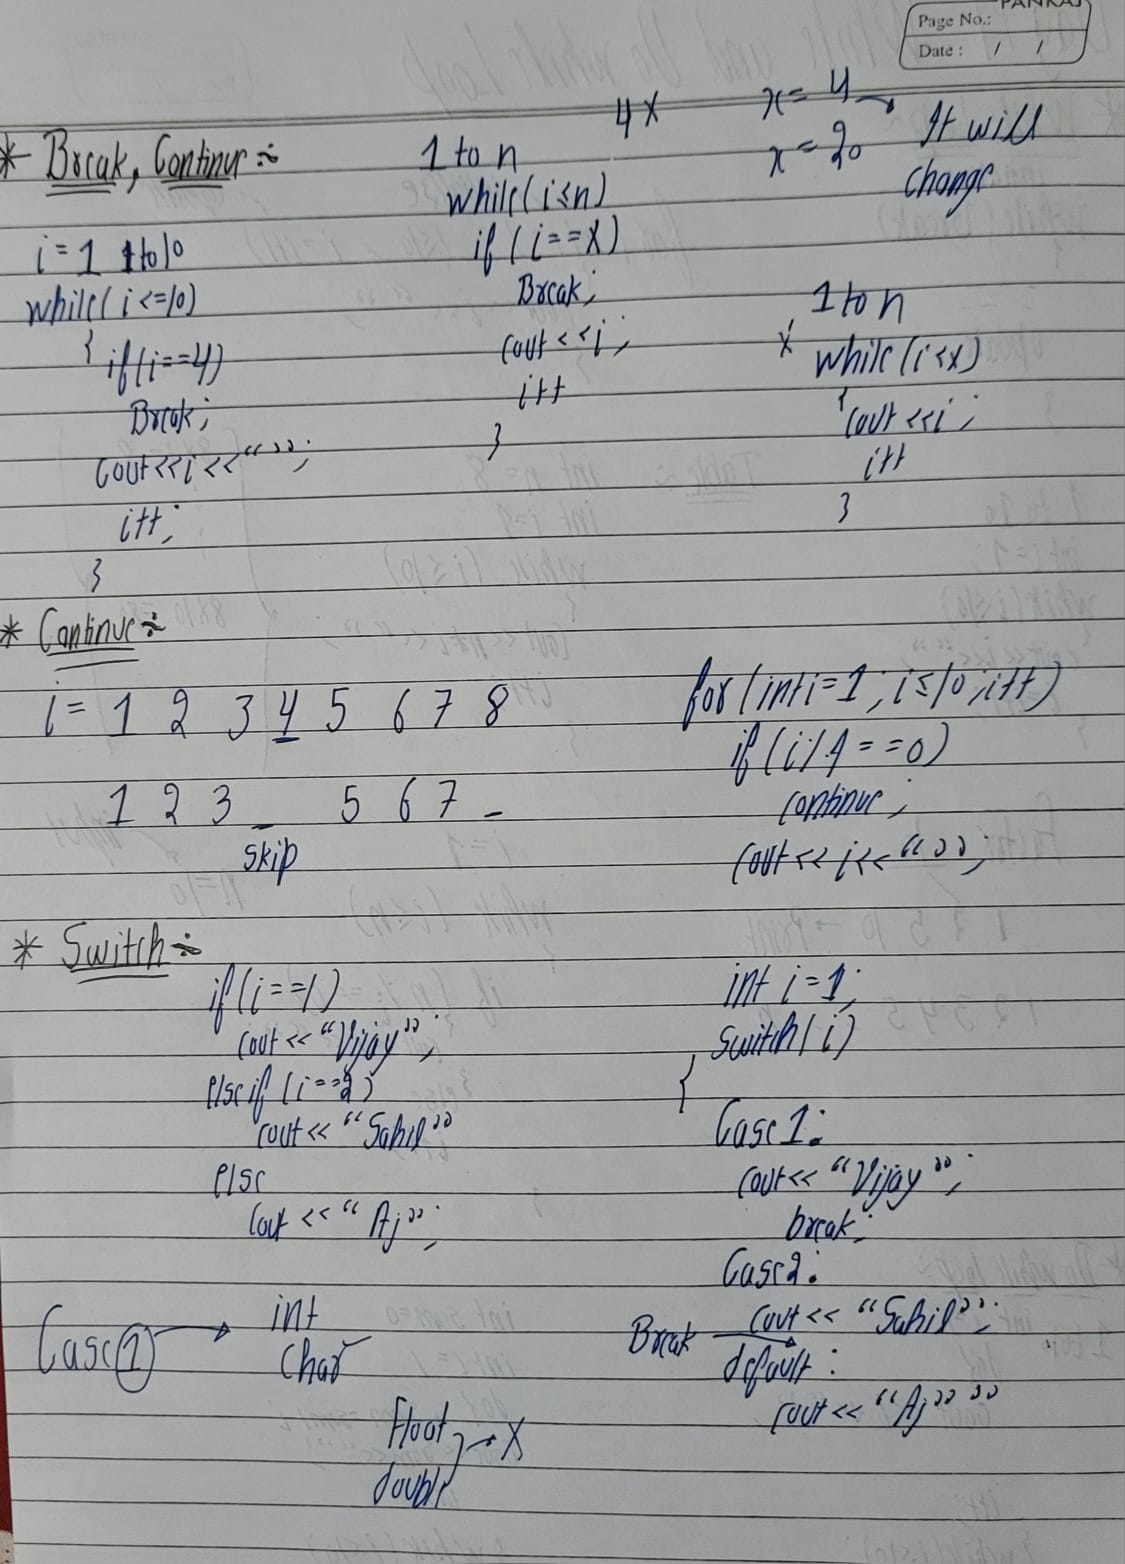 PANKAJ
Page No.:
Date : / /
* Break, Continue :-
1 to n
4x
x = 4
x = 20
It will
change
while(i≤n)
if (i==x)
Break;
cout<<i;
i++
}
i = 1 1to10
while( i<=10)
{ if(i==4)
Break;
cout<<i<<“ ”;
i++;
}
1 to n
x while(i<x)
{
cout<<i;
i++
}
* Continue :-
i = 1 2 3 4 5 6 7 8
1 2 3 _ 5 6 7 _
skip
for(int i=1; i≤10; i++)
if (i%4==0)
continue;
cout<<i<<“ ”;
* Switch :-
if(i==1)
cout<<“Vijay”;
else if (i==2)
cout<<“Sahil”
else
cout<<“Aj”;
int i=1;
switch(i)
{
Case 1:
cout<<“Vijay”;
break;
Case2:
cout<<“Sahil”;
Break
default:
cout<<“Aj” ”
Case 1 → int
char
Float
double → X